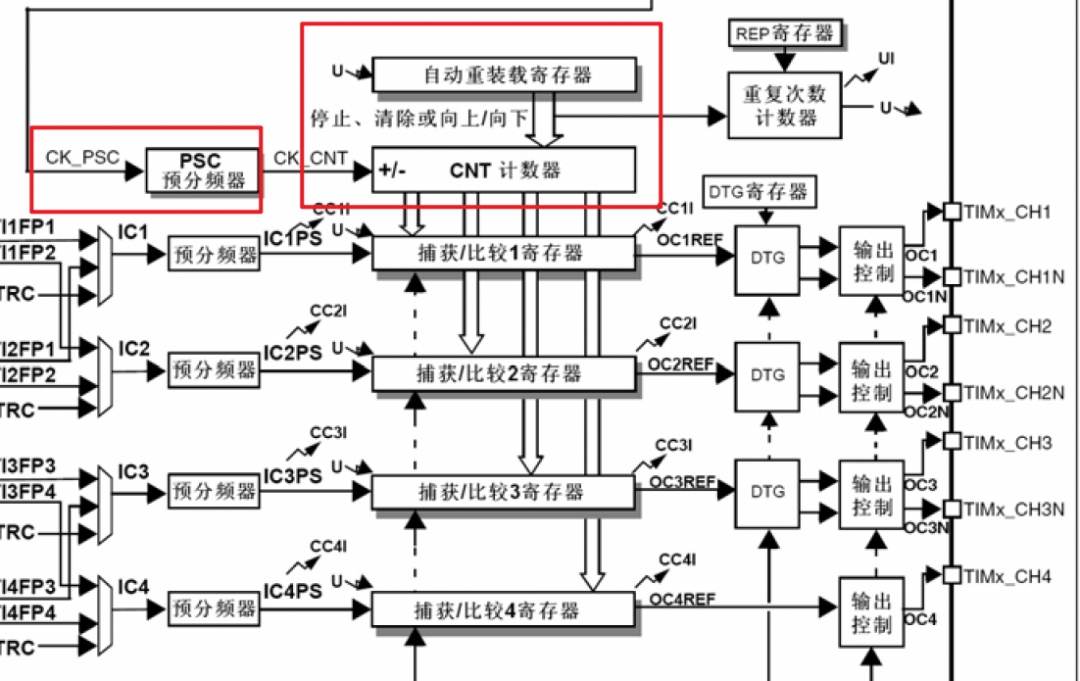 REP寄存器
UI
U
自动重装载寄存器
重复次数
计数器
U
停止、清除或向上/向下
CK_PSC
PSC
预分频器
CK_CNT
+/-
CNT 计数器
DTG寄存器
CC1I
U
CC1I
TIMx_CH1
I1FP1
IC1
IC1PS
OC1REF
I1FP2
预分频器
捕获/比较1寄存器
DTG
输出
控制
OC1
TIMx_CH1N
TRC
OC1N
CC2I
CC2I
TIMx_CH2
I2FP1
IC2
IC2PS
U
OC2REF
I2FP2
预分频器
捕获/比较2寄存器
DTG
输出
控制
OC2
TIMx_CH2N
TRC
OC2N
CC3I
CC3I
TIMx_CH3
I3FP3
IC3
IC3PS
U
OC3REF
I3FP4
预分频器
捕获/比较3寄存器
DTG
输出
控制
OC3
TIMx_CH3N
TRC
OC3N
CC4I
CC4I
TIMx_CH4
I4FP3
IC4
IC4PS
U
OC4REF
I4FP4
预分频器
捕获/比较4寄存器
输出
控制
OC4
TRC